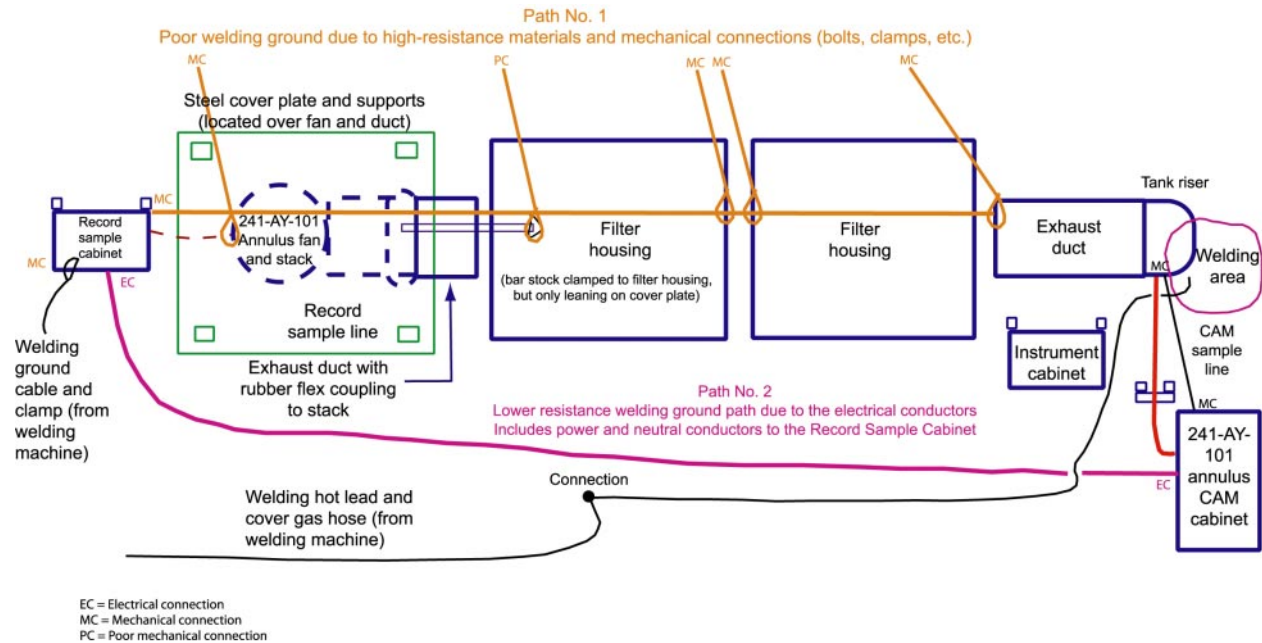 Path No. 1
Poor welding ground due to high-resistance materials and mechanical connections (bolts, clamps, etc.)
MC
PC
MC
MC
MC
Steel cover plate and supports
(located over fan and duct)
Tank riser
MC
Record
sample
cabinet
MC
EC
241-AY-101
Annulus fan
and stack
Record
sample line
Filter
housing
(bar stock clamped to filter housing,
but only leaning on cover plate)
Filter
housing
Exhaust
duct
MC
Welding
area
Welding
ground
cable and
clamp (from
welding
machine)
Exhaust duct with
rubber flex coupling
to stack
Instrument
cabinet
CAM
sample
line
Path No. 2
Lower resistance welding ground path due to the electrical conductors
Includes power and neutral conductors to the Record Sample Cabinet
MC
241-AY-
101
annulus
CAM
cabinet
EC
Connection
Welding hot lead and
cover gas hose (from
welding machine)
EC = Electrical connection
MC = Mechanical connection
PC = Poor mechanical connection